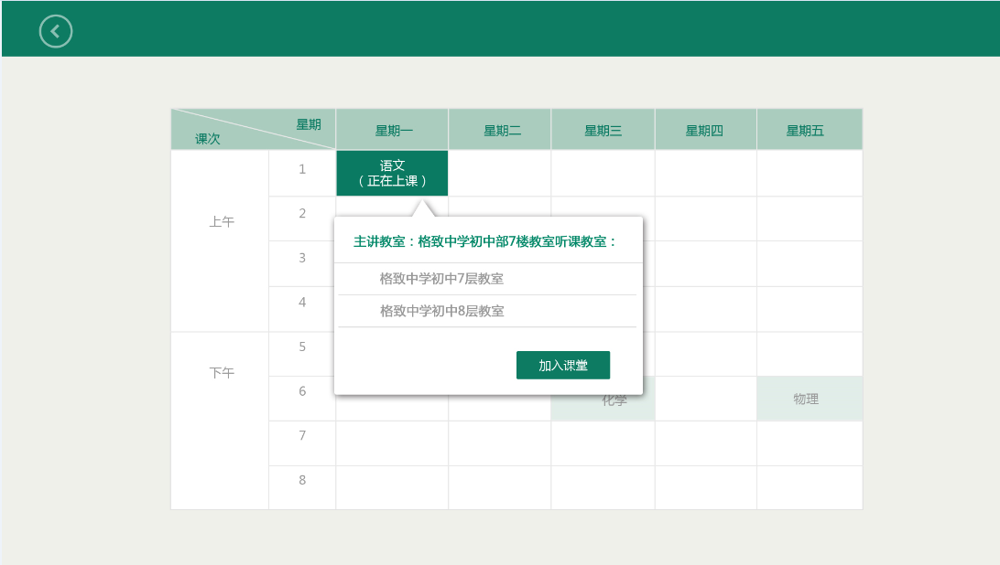 星期
课次
星期一
星期二
星期三
星期四
星期五
上午
1
语文
（正在上课）
2
3
4
主讲教室：格致中学初中部7楼教室听课教室：
格致中学初中7层教室
格致中学初中8层教室
加入课堂
下午
5
6
化学
物理
7
8